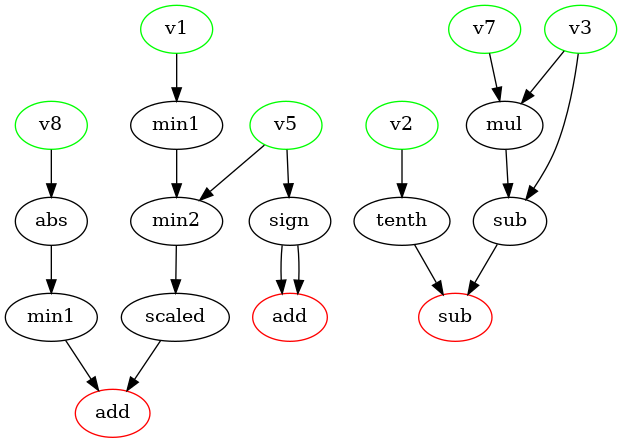 v1
v7
v3
v8
min1
v5
v2
mul
abs
min2
sign
tenth
sub
min1
scaled
add
sub
add